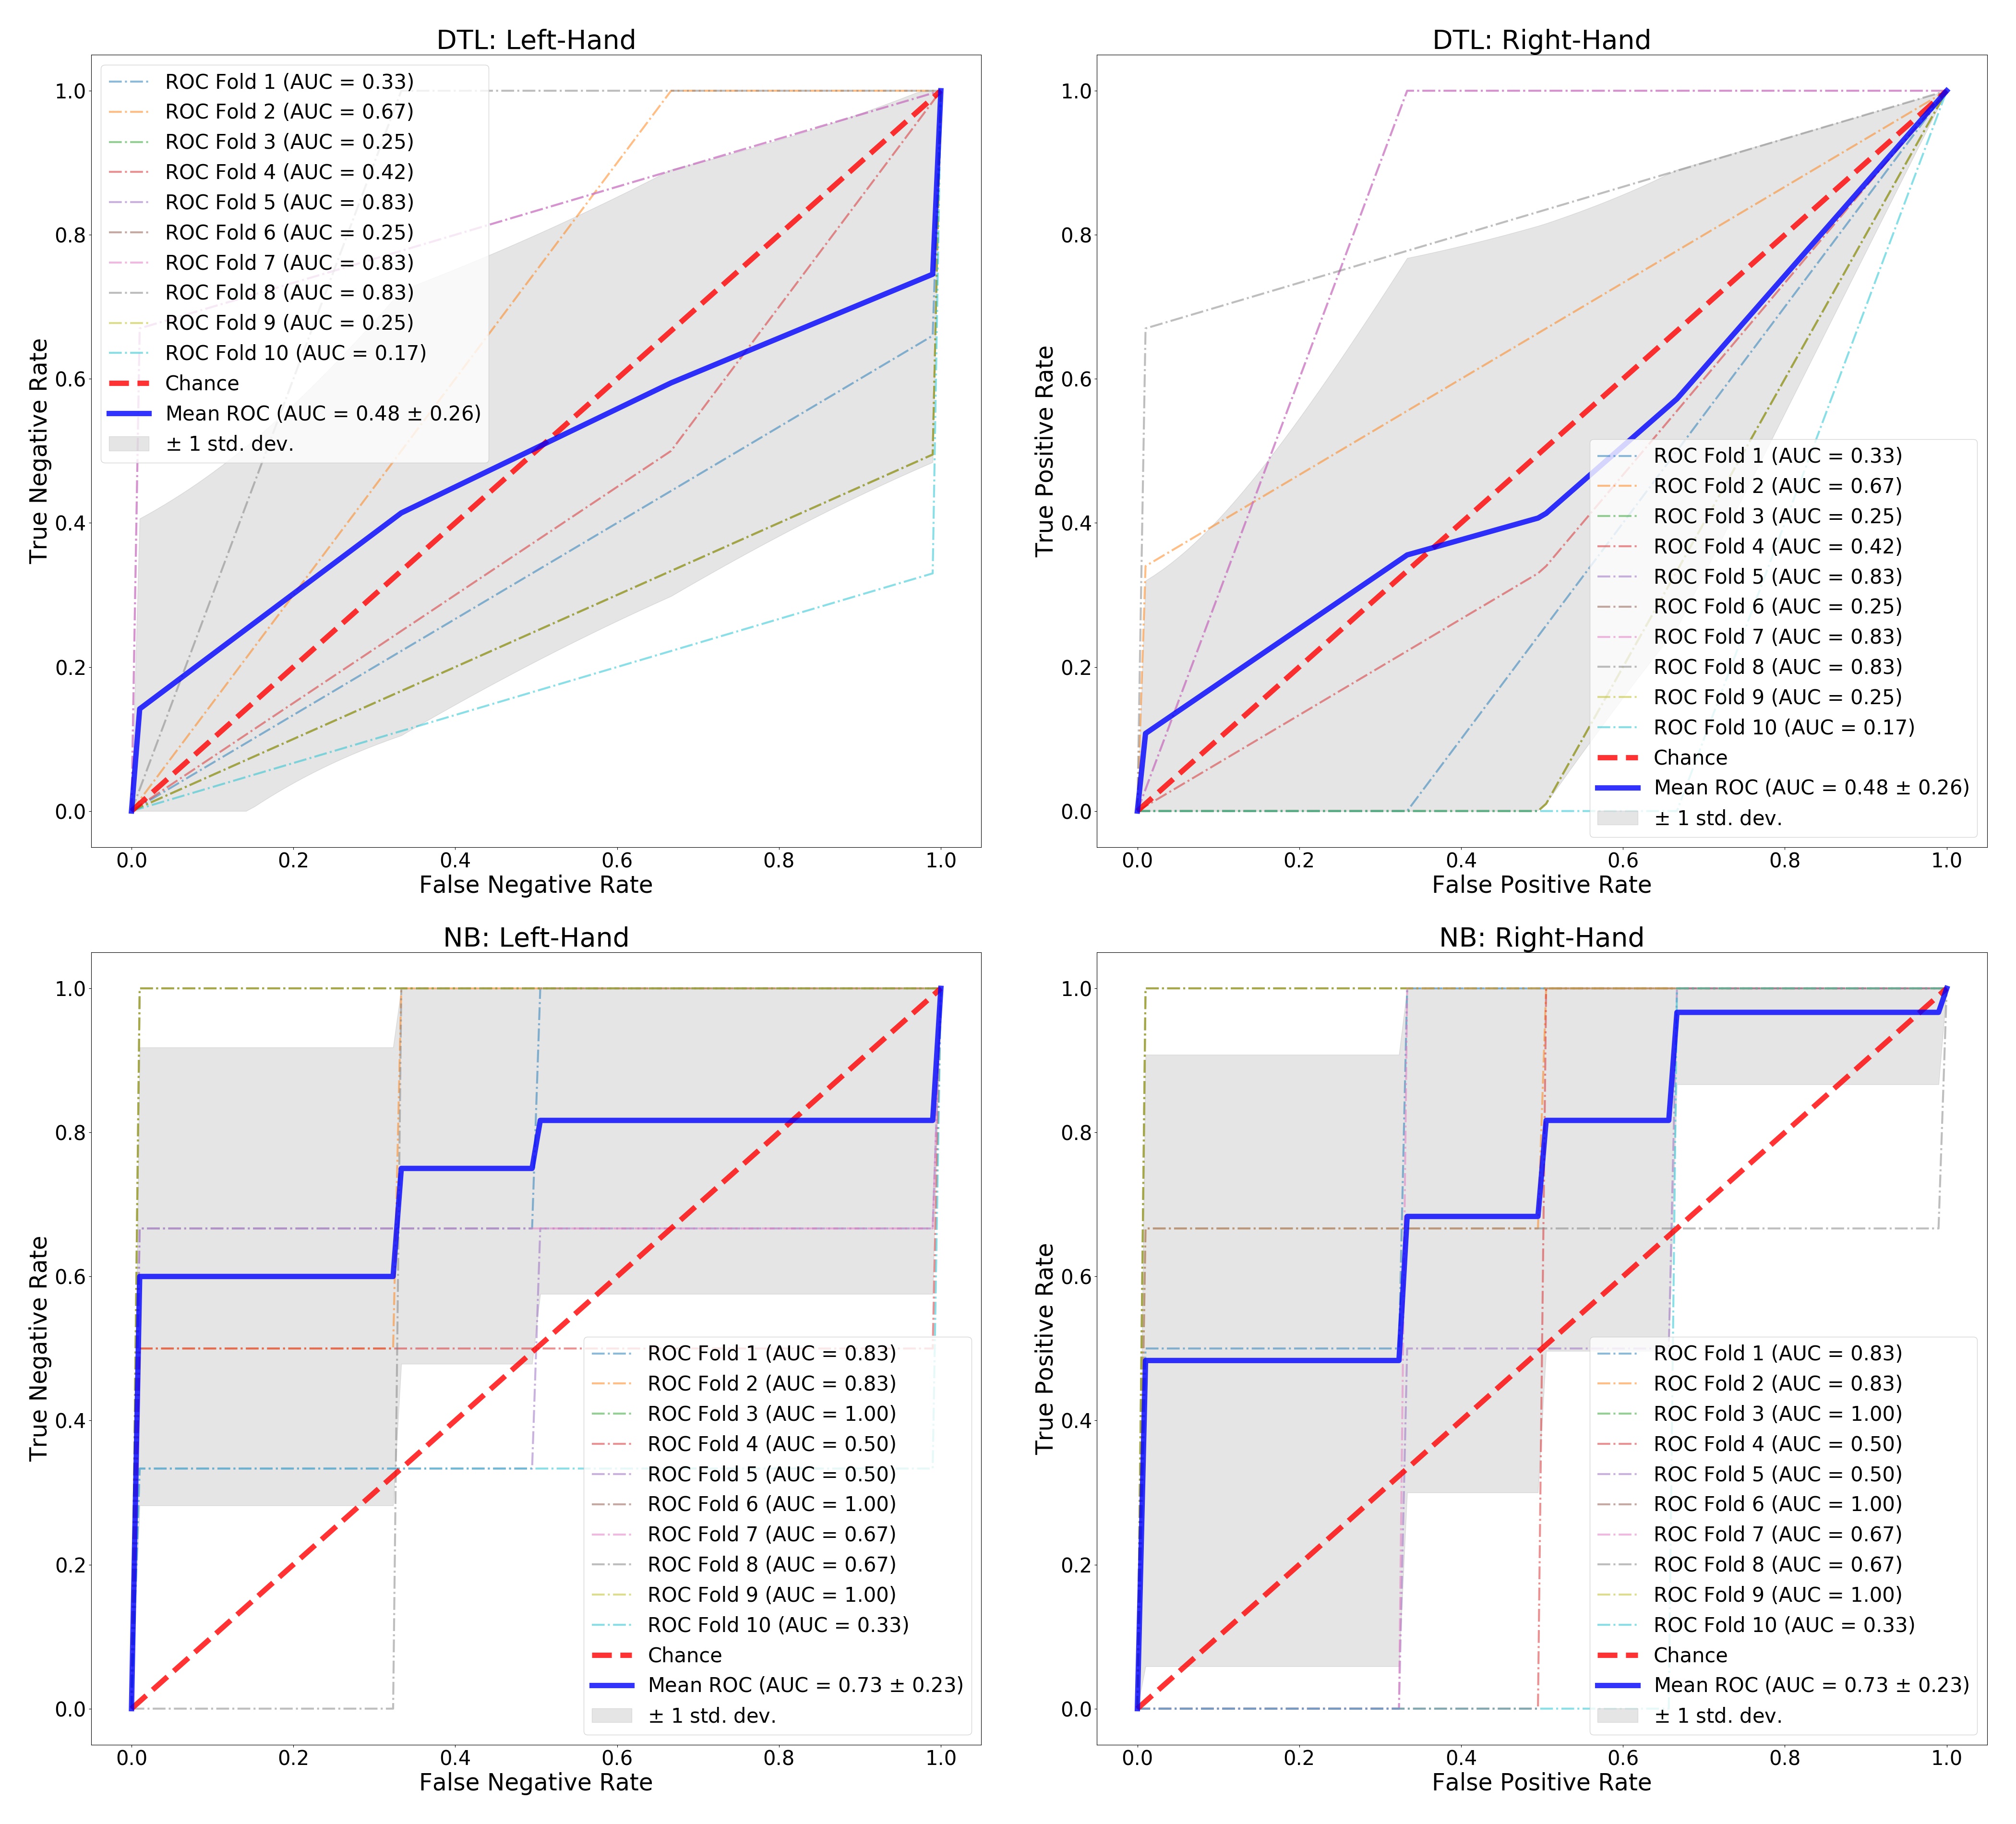 DTL: Left-Hand
True Negative Rate
1.0
0.8
0.6
0.4
0.2
0.0
ROC Fold 1 (AUC = 0.33)
ROC Fold 2 (AUC = 0.67)
ROC Fold 3 (AUC = 0.25)
ROC Fold 4 (AUC = 0.42)
ROC Fold 5 (AUC = 0.83)
ROC Fold 6 (AUC = 0.25)
ROC Fold 7 (AUC = 0.83)
ROC Fold 8 (AUC = 0.83)
ROC Fold 9 (AUC = 0.25)
ROC Fold 10 (AUC = 0.17)
Chance
Mean ROC (AUC = 0.48 ± 0.26)
± 1 std. dev.
0.0 0.2 0.4 0.6 0.8 1.0
False Negative Rate
DTL: Right-Hand
True Positive Rate
1.0
0.8
0.6
0.4
0.2
0.0
ROC Fold 1 (AUC = 0.33)
ROC Fold 2 (AUC = 0.67)
ROC Fold 3 (AUC = 0.25)
ROC Fold 4 (AUC = 0.42)
ROC Fold 5 (AUC = 0.83)
ROC Fold 6 (AUC = 0.25)
ROC Fold 7 (AUC = 0.83)
ROC Fold 8 (AUC = 0.83)
ROC Fold 9 (AUC = 0.25)
ROC Fold 10 (AUC = 0.17)
Chance
Mean ROC (AUC = 0.48 ± 0.26)
± 1 std. dev.
0.0 0.2 0.4 0.6 0.8 1.0
False Positive Rate
NB: Left-Hand
True Negative Rate
1.0
0.8
0.6
0.4
0.2
0.0
ROC Fold 1 (AUC = 0.83)
ROC Fold 2 (AUC = 0.83)
ROC Fold 3 (AUC = 1.00)
ROC Fold 4 (AUC = 0.50)
ROC Fold 5 (AUC = 0.50)
ROC Fold 6 (AUC = 1.00)
ROC Fold 7 (AUC = 0.67)
ROC Fold 8 (AUC = 0.67)
ROC Fold 9 (AUC = 1.00)
ROC Fold 10 (AUC = 0.33)
Chance
Mean ROC (AUC = 0.73 ± 0.23)
± 1 std. dev.
0.0 0.2 0.4 0.6 0.8 1.0
False Negative Rate
NB: Right-Hand
True Positive Rate
1.0
0.8
0.6
0.4
0.2
0.0
ROC Fold 1 (AUC = 0.83)
ROC Fold 2 (AUC = 0.83)
ROC Fold 3 (AUC = 1.00)
ROC Fold 4 (AUC = 0.50)
ROC Fold 5 (AUC = 0.50)
ROC Fold 6 (AUC = 1.00)
ROC Fold 7 (AUC = 0.67)
ROC Fold 8 (AUC = 0.67)
ROC Fold 9 (AUC = 1.00)
ROC Fold 10 (AUC = 0.33)
Chance
Mean ROC (AUC = 0.73 ± 0.23)
± 1 std. dev.
0.0 0.2 0.4 0.6 0.8 1.0
False Positive Rate